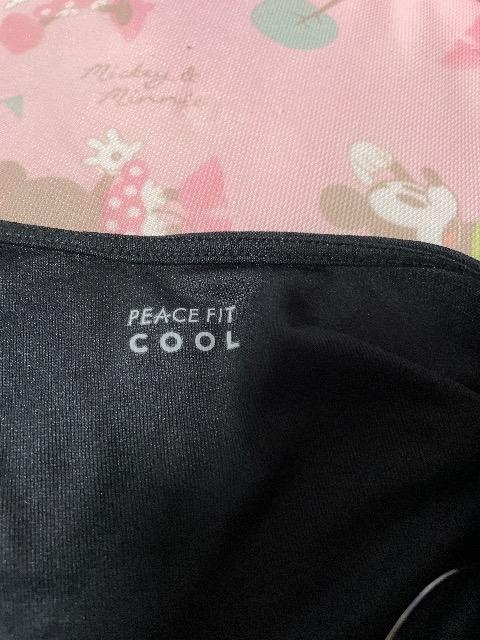 Mickey &
Minnie
PEACE FIT
COOL